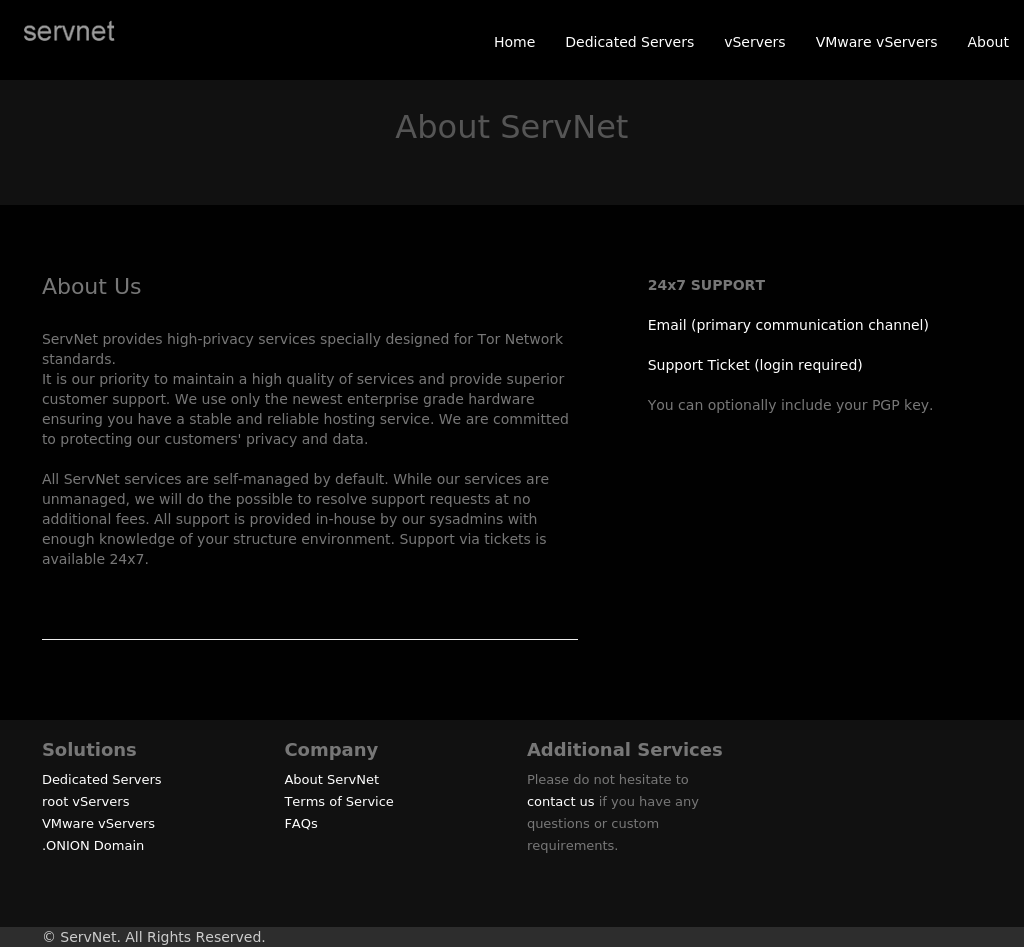 servnet
Home Dedicated Servers vServers VMware vServers About
About ServNet
About Us
ServNet provides high-privacy services specially designed for Tor Network
standards.
It is our priority to maintain a high quality of services and provide superior
customer support. We use only the newest enterprise grade hardware
ensuring you have a stable and reliable hosting service. We are committed
to protecting our customers' privacy and data.
All ServNet services are self-managed by default. While our services are
unmanaged, we will do the possible to resolve support requests at no
additional fees. All support is provided in-house by our sysadmins with
enough knowledge of your structure environment. Support via tickets is
available 24x7.
24x7 SUPPORT
Email (primary communication channel)
Support Ticket (login required)
You can optionally include your PGP key.
Solutions
Dedicated Servers
root vServers
VMware vServers
.ONION Domain
Company
About ServNet
Terms of Service
FAQs
Additional Services
Please do not hesitate to
contact us if you have any
questions or custom
requirements.
© ServNet. All Rights Reserved.